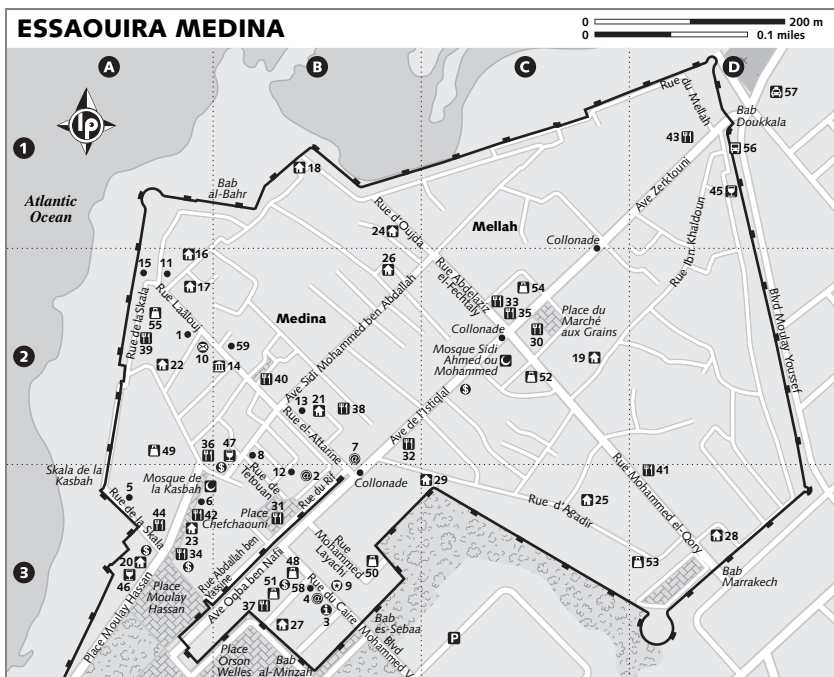 ESSAOUIRA MEDINA
0 200 m
0 0.1 miles
A
B
C
D
1
2
3
lp
Atlantic
Ocean
Bab
al-Bahr
18
Rue d'Oujda
24
Mellah
Rue
du Mellah
43
57
Bab
Doukkala
56
45
Ave Zerktouni
Collonade
Rue Ibn Khaldoun
Blvd Moulay Youssef
16
15
11
17
Rue Laâlouj
Rue de la Skala
55
39
1
10
59
14
22
Medina
26
Ave Sidi Mohammed ben Abdallah
Rue Abdelaziz
el-Fechtaly
54
33
35
Place du
Marché
aux Grains
30
Collonade
Mosque Sidi
Ahmed ou
Mohammed
19
52
40
13
21
38
Rue el-Attarine
Ave de l'Istiqlal
7
32
49
36
47
8
Skala de la
Kasbah
5
Rue de la Skala
Mosque de
la Kasbah
Rue de
Tetouan
12
2
Rue du Rif
Collonade
29
6
42
Place
Chefchaouni
31
44
23
34
20
46
Rue Abdallah ben
Yassine
Ave Oqba ben Nafii
Rue
Mohammed
Layachi
50
48
51
58
9
4
3
Rue du Caire
37
27
Place
Moulay
Hassan
Place Moulay Hassan
Place
Orson
Welles
Bab
al-Minzah
Bab
es-Sebaa
Blvd
Mohammed V
P
Rue d'Agadir
25
41
Rue Mohammed el-Qory
28
53
Bab
Marrakech